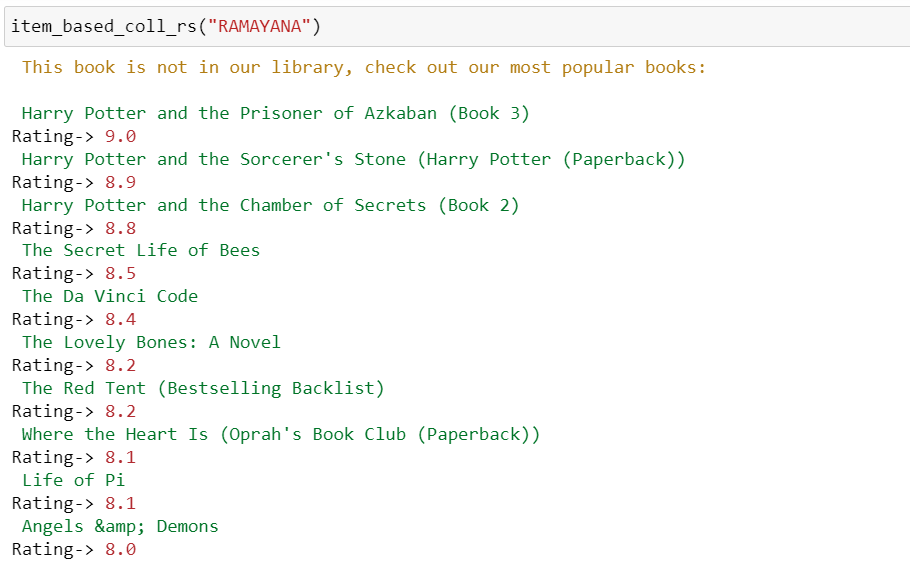 item_based_coll_rs("RAMAYANA")
This book is not in our library, check out our most popular books:
Harry Potter and the Prisoner of Azkaban (Book 3)
Rating-> 9.0
Harry Potter and the Sorcerer's Stone (Harry Potter (Paperback))
Rating-> 8.9
Harry Potter and the Chamber of Secrets (Book 2)
Rating-> 8.8
The Secret Life of Bees
Rating-> 8.5
The Da Vinci Code
Rating-> 8.4
The Lovely Bones: A Novel
Rating-> 8.2
The Red Tent (Bestselling Backlist)
Rating-> 8.2
Where the Heart Is (Oprah's Book Club (Paperback))
Rating-> 8.1
Life of Pi
Rating-> 8.1
Angels &amp; Demons
Rating-> 8.0